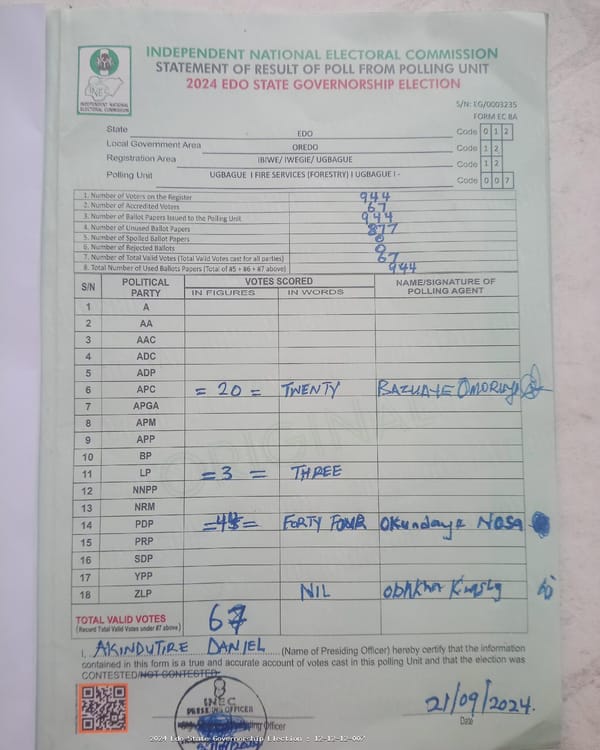 INDEPENDENT NATIONAL ELECTORAL COMMISSION
STATEMENT OF RESULT OF POLL FROM POLLING UNIT
2024 EDO STATE GOVERNORSHIP ELECTION
INEC
INDEPENDENT NATIONAL ELECTORAL COMMISSION
S/N: EG/0003235
FORM EC 8A
State EDO Code 0 1 2
Local Government Area OREDO Code 1 2
Registration Area IBIWE/ IWEGIE/ UGBAGUE Code 1 2
Polling Unit UGBAGUE I FIRE SERVICES (FORESTRY) I UGBAGUE I - Code 0 0 7
1. Number of Voters on the Register 944
2. Number of Accredited Voters 67
3. Number of Ballot Papers Issued to the Polling Unit 944
4. Number of Unused Ballot Papers 877
5. Number of Spoiled Ballot Papers 0
6. Number of Rejected Ballots 0
7. Number of Total Valid Votes (Total Valid Votes cast for all parties) 67
8. Total Number of Used Ballots Papers (Total of #5 + #6 + #7 above) 944
S/N POLITICAL PARTY VOTES SCORED NAME/SIGNATURE OF POLLING AGENT
IN FIGURES IN WORDS
1 A
2 AA
3 AAC
4 ADC
5 ADP
6 APC = 20 = TWENTY BAZUAYE
7 APGA
8 APM
9 APP
10 BP
11 LP = 3 = THREE
12 NNPP
13 NRM
14 PDP FORTY FOUR Okundaye NOSA
15 PRP
16 SDP
17 YPP
18 ZLP NIL
TOTAL VALID VOTES 67
(Record Total Valid Votes under #7 above)
I, AKINDUTIRE DANIEL (Name of Presiding Officer) hereby certify that the information
contained in this form is a true and accurate account of votes cast in this polling Unit and that the election was
CONTESTED/NOT CONTESTED.
INEC
PRESIDING OFFICER
21/09/2024.
Date
2024 Edo State Governorship Election : 12-12-12-007